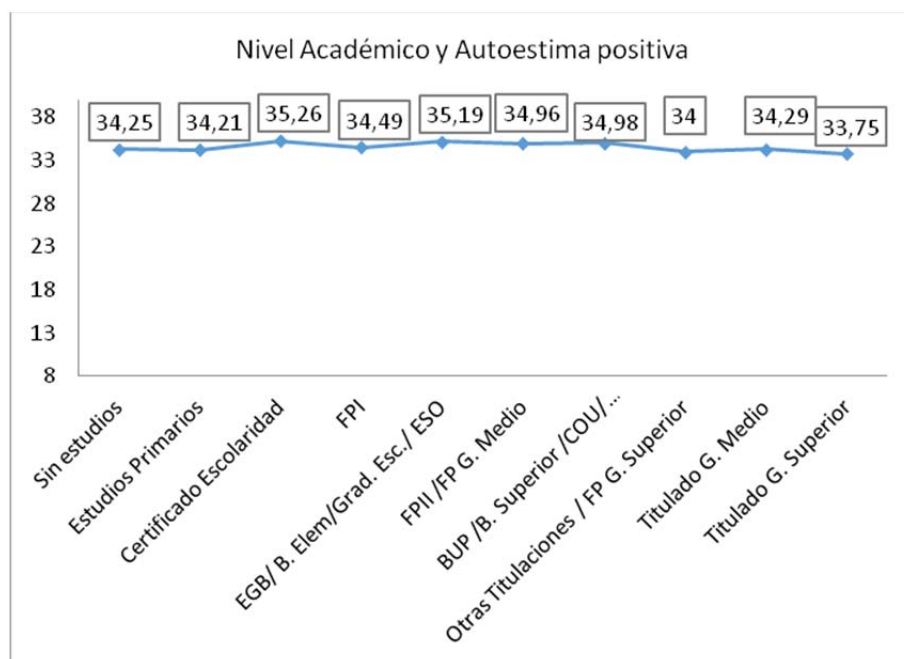 Nivel Académico y Autoestima positiva
38
33
28
23
18
13
8
34,25
34,21
35,26
34,49
35,19
34,96
34,98
34
34,29
33,75
Sin estudios
Estudios Primarios
Certificado Escolaridad
FPI
EGB/ B. Elem/Grad. Esc./ ESO
FPII /FP G. Medio
BUP /B. Superior /COU/ ...
Otras Titulaciones / FP G. Superior
Titulado G. Medio
Titulado G. Superior